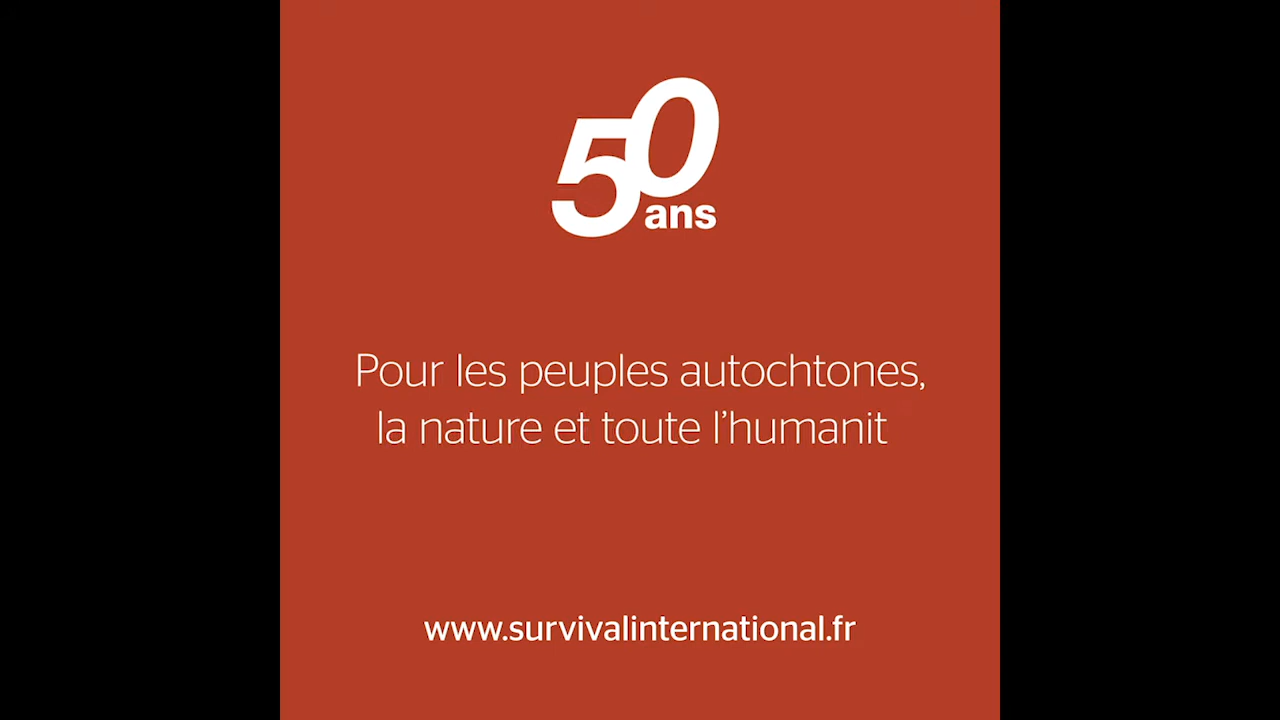 50
ans
Pour les peuples autochtones,
la nature et toute l’humanit
www.survivalinternational.fr